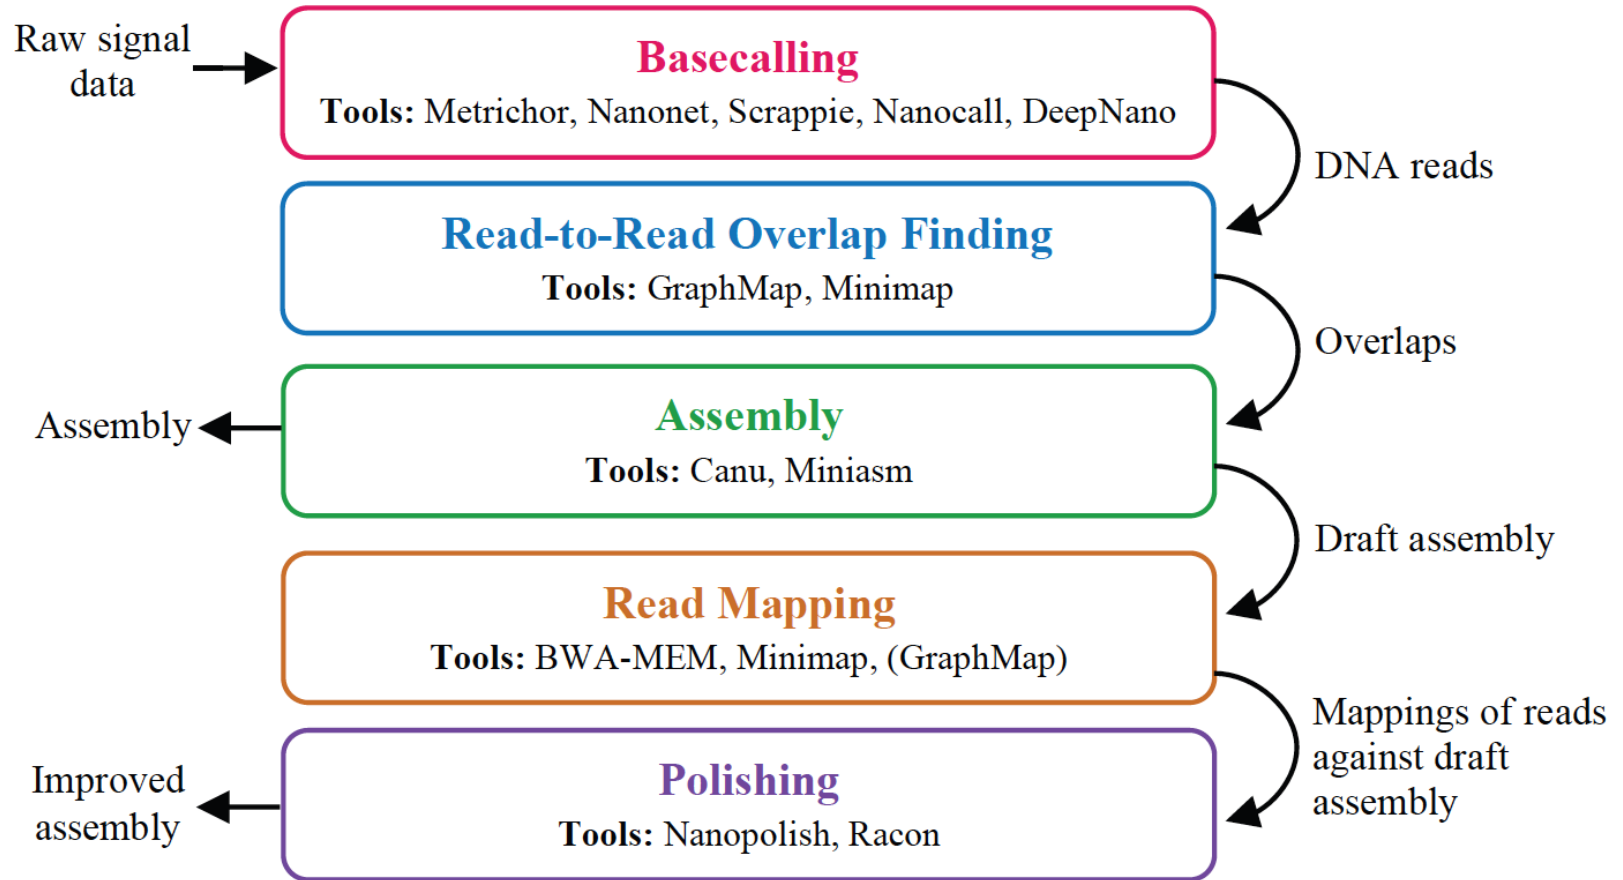 Raw signal
data
Basecalling
Tools: Metrichor, Nanonet, Scrappie, Nanocall, DeepNano
DNA reads
Read-to-Read Overlap Finding
Tools: GraphMap, Minimap
Overlaps
Assembly
Assembly
Tools: Canu, Miniasm
Draft assembly
Read Mapping
Tools: BWA-MEM, Minimap, (GraphMap)
Mappings of reads
against draft
assembly
Improved
assembly
Polishing
Tools: Nanopolish, Racon